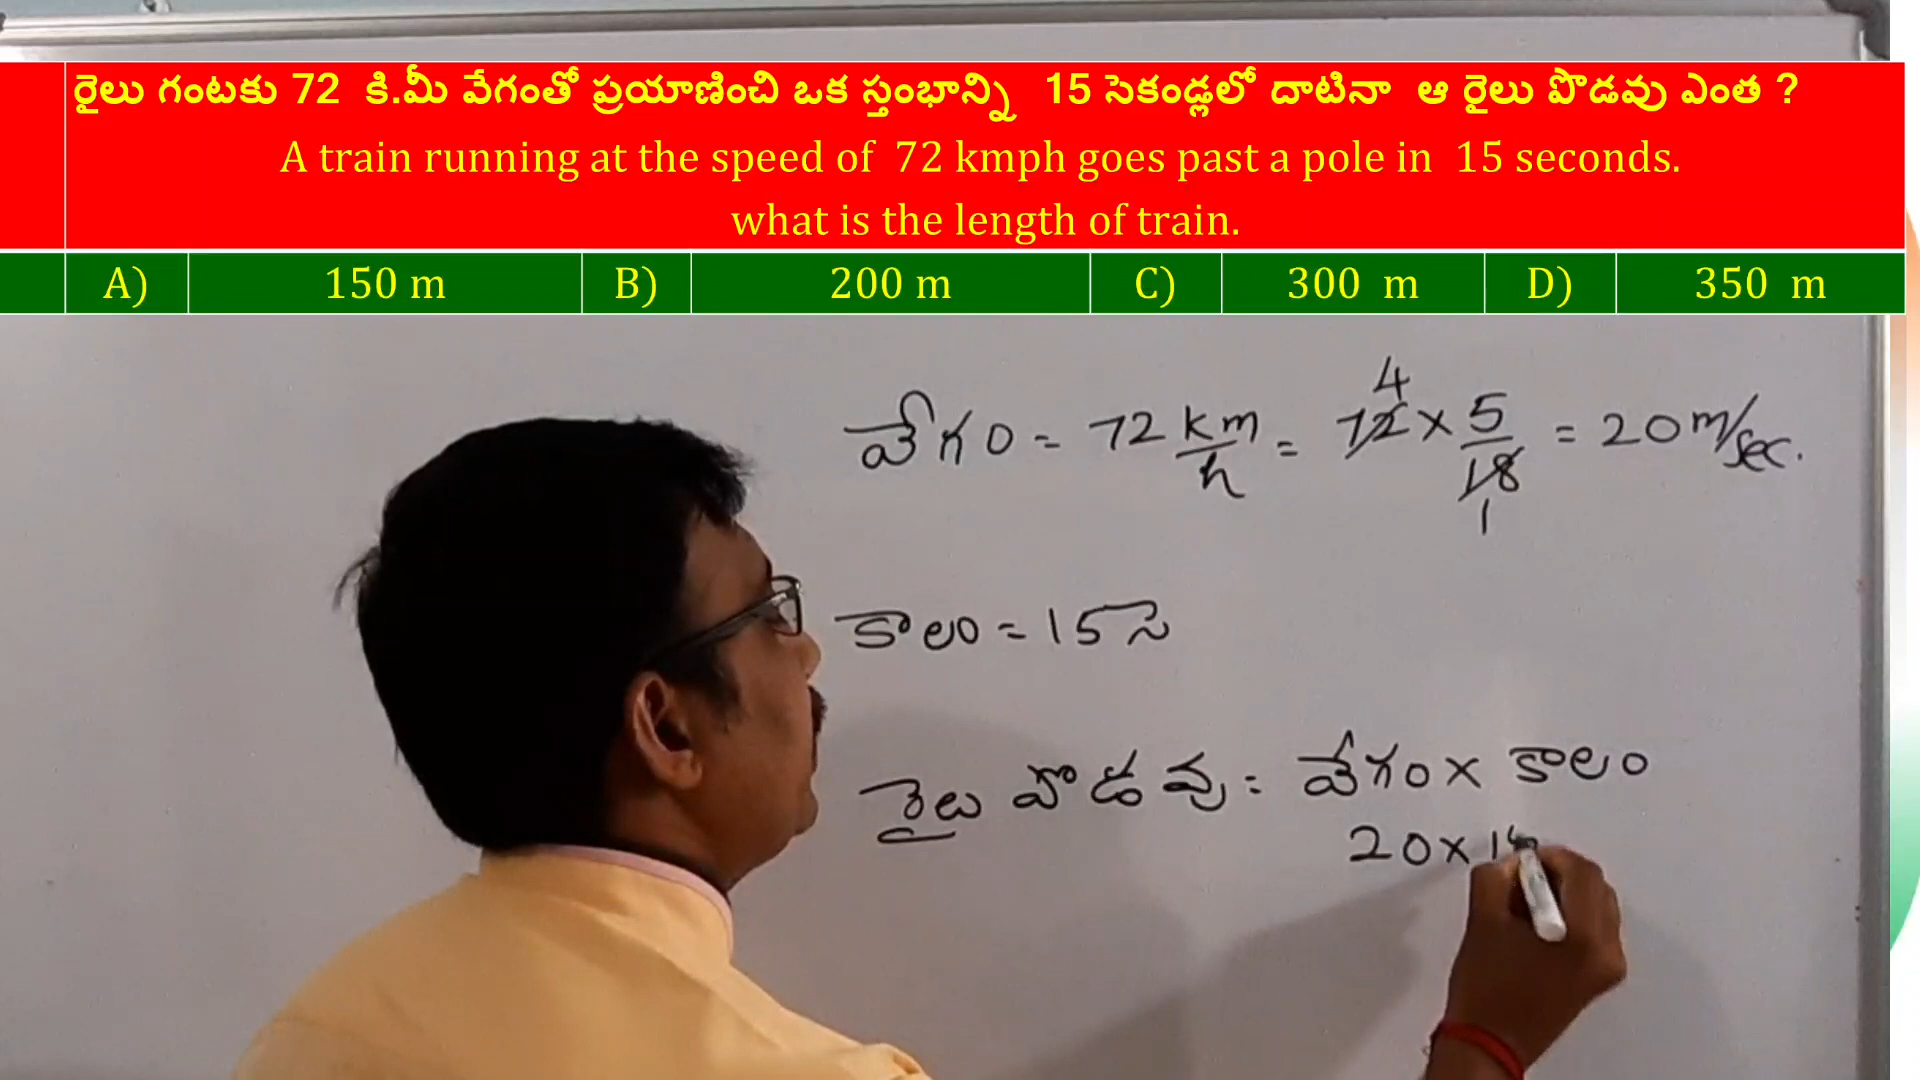 రైలు గంటకు 72 కి.మీ వేగంతో ప్రయాణించి ఒక స్తంభాన్ని 15 సెకండ్లలో దాటినా ఆ రైలు పొడవు ఎంత ?
A train running at the speed of 72 kmph goes past a pole in 15 seconds.
what is the length of train.
A) 150 m B) 200 m C) 300 m D) 350 m
వేగం = 72 km/h = 72 4 × 5/18 1 = 20 m/sec.
కాలం = 15 సె
రైలు పొడవు = వేగం × కాలం
20 × 1